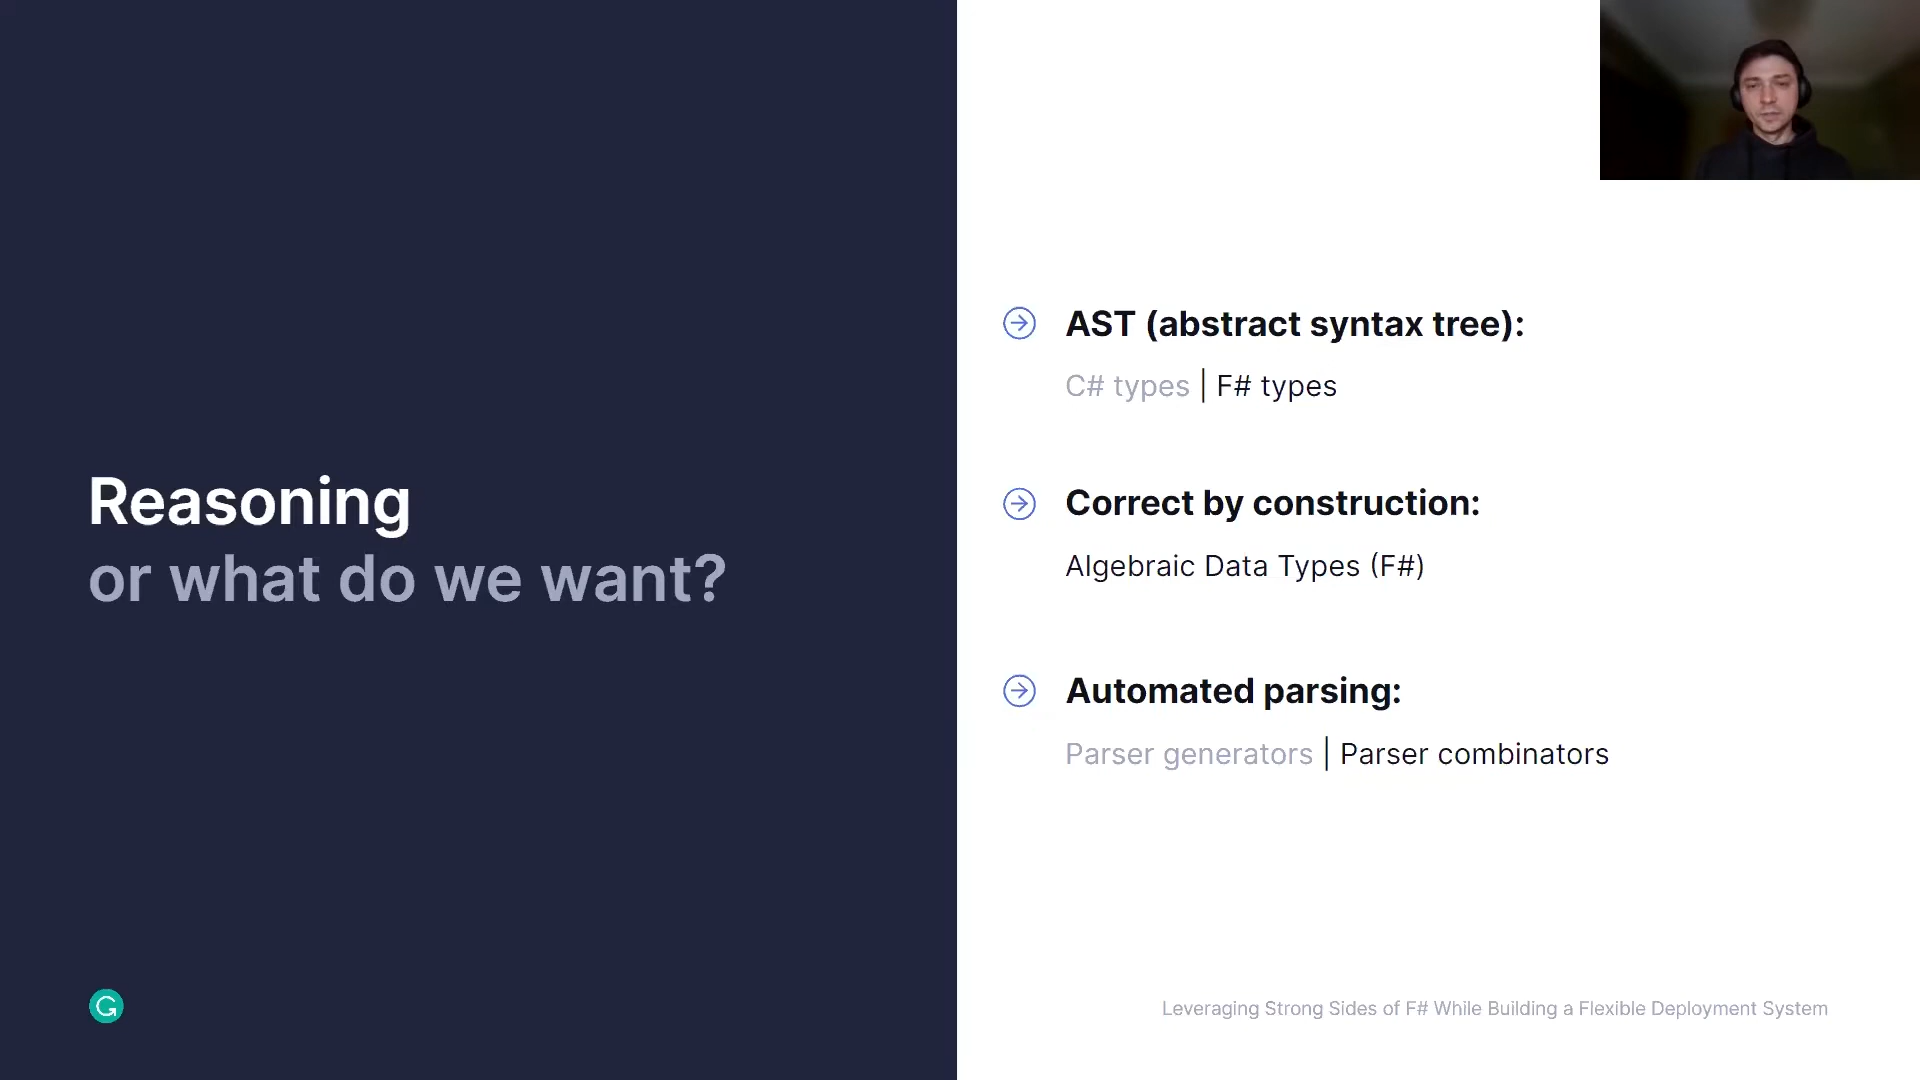 Reasoning
or what do we want?
AST (abstract syntax tree):
C# types | F# types
Correct by construction:
Algebraic Data Types (F#)
Automated parsing:
Parser generators | Parser combinators
Leveraging Strong Sides of F# While Building a Flexible Deployment System